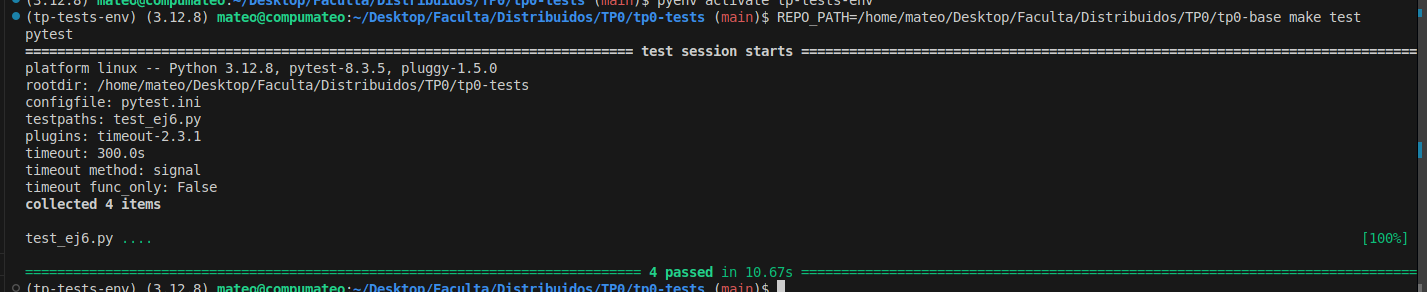 (3.12.8) mateo@compumateo:~/Desktop/Faculta/Distribuidos/TP0/tp0-tests (main)$ pyenv activate tp-tests-env
(tp-tests-env) (3.12.8) mateo@compumateo:~/Desktop/Faculta/Distribuidos/TP0/tp0-tests (main)$ REPO_PATH=/home/mateo/Desktop/Faculta/Distribuidos/TP0/tp0-base make test
pytest
============================================================================ test session starts ============================================================================
platform linux -- Python 3.12.8, pytest-8.3.5, pluggy-1.5.0
rootdir: /home/mateo/Desktop/Faculta/Distribuidos/TP0/tp0-tests
configfile: pytest.ini
testpaths: test_ej6.py
plugins: timeout-2.3.1
timeout: 300.0s
timeout method: signal
timeout func_only: False
collected 4 items
test_ej6.py .... [100%]
============================================================================= 4 passed in 10.67s =============================================================================
(tp-tests-env) (3.12.8) mateo@compumateo:~/Desktop/Faculta/Distribuidos/TP0/tp0-tests (main)$